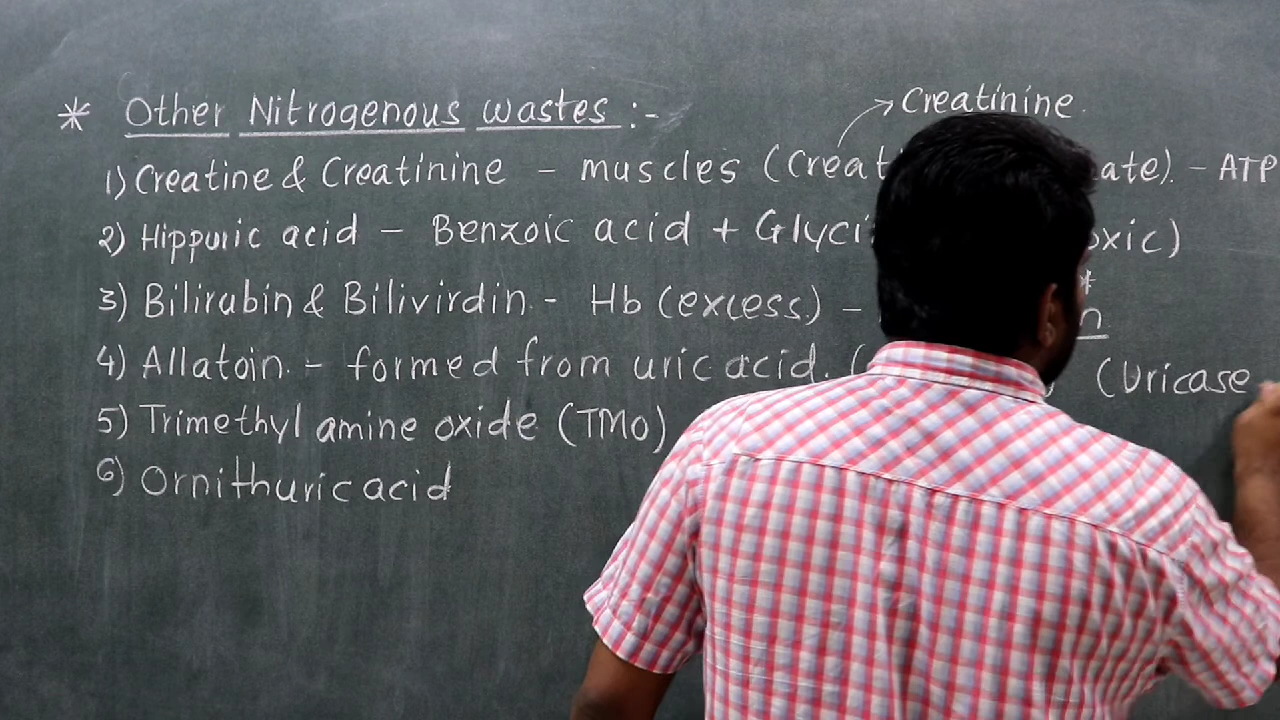 Creatinine.
* Other Nitrogenous wastes :-
1) Creatine & Creatinine - muscles (Creati ate). - ATP
2) Hippuric acid - Benzoic acid + Glyci oxic)
3) Bilirubin & Bilivirdin. - Hb (excess.) - n *
4) Allatoin. - formed from uric acid. ( ) (Uricase
5) Trimethyl amine oxide (TMO)
6) Ornithuric acid